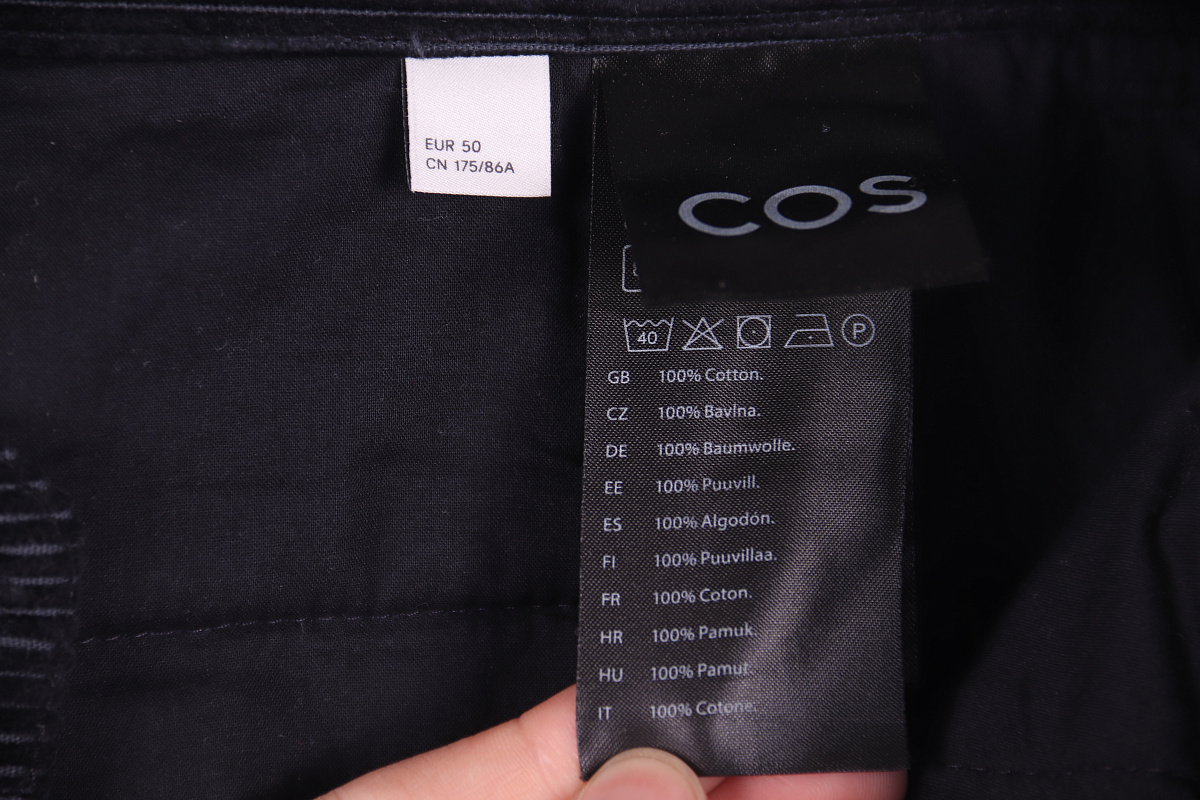 EUR 50
CN 175/86A
COS
40 P
GB 100% Cotton.
CZ 100% Bavlna.
DE 100% Baumwolle.
EE 100% Puuvill.
ES 100% Algodón.
FI 100% Puuvillaa.
FR 100% Coton.
HR 100% Pamuk.
HU 100% Pamut.
IT 100% Cotone.